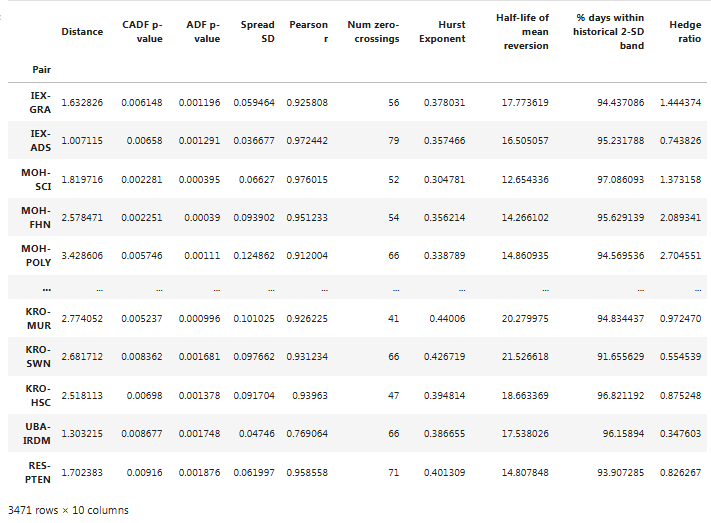 Distance CADF p-value ADF p-value Spread SD Pearson r Num zero-crossings Hurst Exponent Half-life of mean reversion % days within historical 2-SD band Hedge ratio
Pair
IEX-GRA 1.632826 0.006148 0.001196 0.059464 0.925808 56 0.378031 17.773619 94.437086 1.444374
IEX-ADS 1.007115 0.00658 0.001291 0.036677 0.972442 79 0.357466 16.505057 95.231788 0.743826
MOH-SCI 1.819716 0.002281 0.000395 0.06627 0.976015 52 0.304781 12.654336 97.086093 1.373158
MOH-FHN 2.578471 0.002251 0.00039 0.093902 0.951233 54 0.356214 14.266102 95.629139 2.089341
MOH-POLY 3.428606 0.005746 0.00111 0.124862 0.912004 66 0.338789 14.860935 94.569536 2.704551
... ... ... ... ... ... ... ... ... ... ...
KRO-MUR 2.774052 0.005237 0.000996 0.101025 0.926225 41 0.44006 20.279975 94.834437 0.972470
KRO-SWN 2.681712 0.008362 0.001681 0.097662 0.931234 66 0.426719 21.526618 91.655629 0.554539
KRO-HSC 2.518113 0.00698 0.001378 0.091704 0.93963 47 0.394814 18.663369 96.821192 0.875248
UBA-IRDM 1.303215 0.008677 0.001748 0.04746 0.769064 66 0.386655 17.538026 96.15894 0.347603
RES-PTEN 1.702383 0.00916 0.001876 0.061997 0.958558 71 0.401309 14.807848 93.907285 0.826267
3471 rows × 10 columns